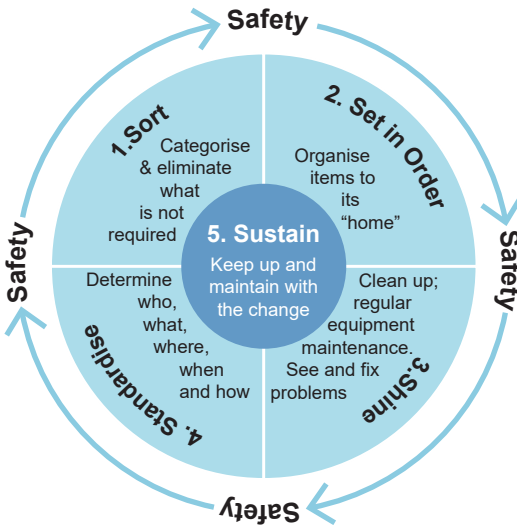 Safety
1.Sort
Categorise
& eliminate
what
is not
required
2. Set in Order
Organise
items to
its
“home”
Safety
Safety
5. Sustain
Keep up and
maintain with
the change
Clean up;
regular
equipment
maintenance.
See and fix
problems
3.Shine
Determine
who,
what,
where,
when
and how
4. Standardise
Safety